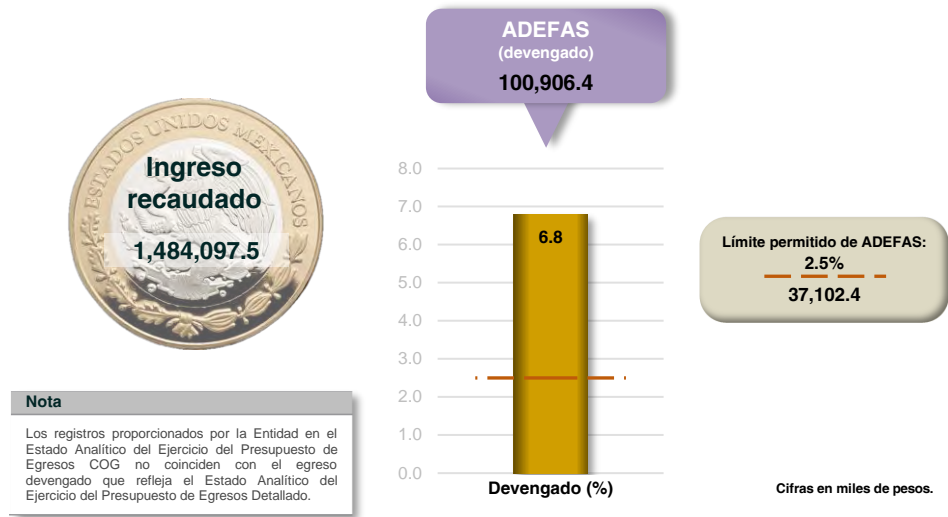 ADEFAS
(devengado)
100,906.4
ESTADOS UNIDOS MEXICANOS
Ingreso
recaudado
1,484,097.5
8.0
7.0
6.0
5.0
4.0
3.0
2.0
1.0
0.0
6.8
Devengado (%)
Límite permitido de ADEFAS:
2.5%
37,102.4
Nota
Los registros proporcionados por la Entidad en el
Estado Analítico del Ejercicio del Presupuesto de
Egresos COG no coinciden con el egreso
devengado que refleja el Estado Analítico del
Ejercicio del Presupuesto de Egresos Detallado.
Cifras en miles de pesos.